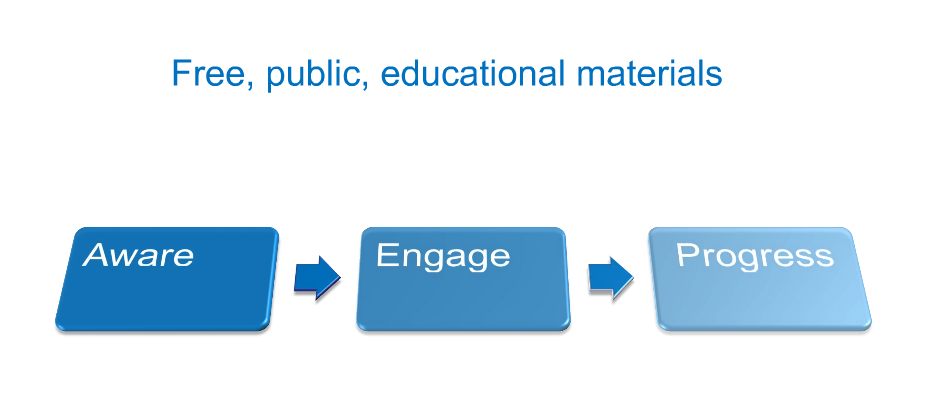 Free, public, educational materials
Aware
Engage
Progress